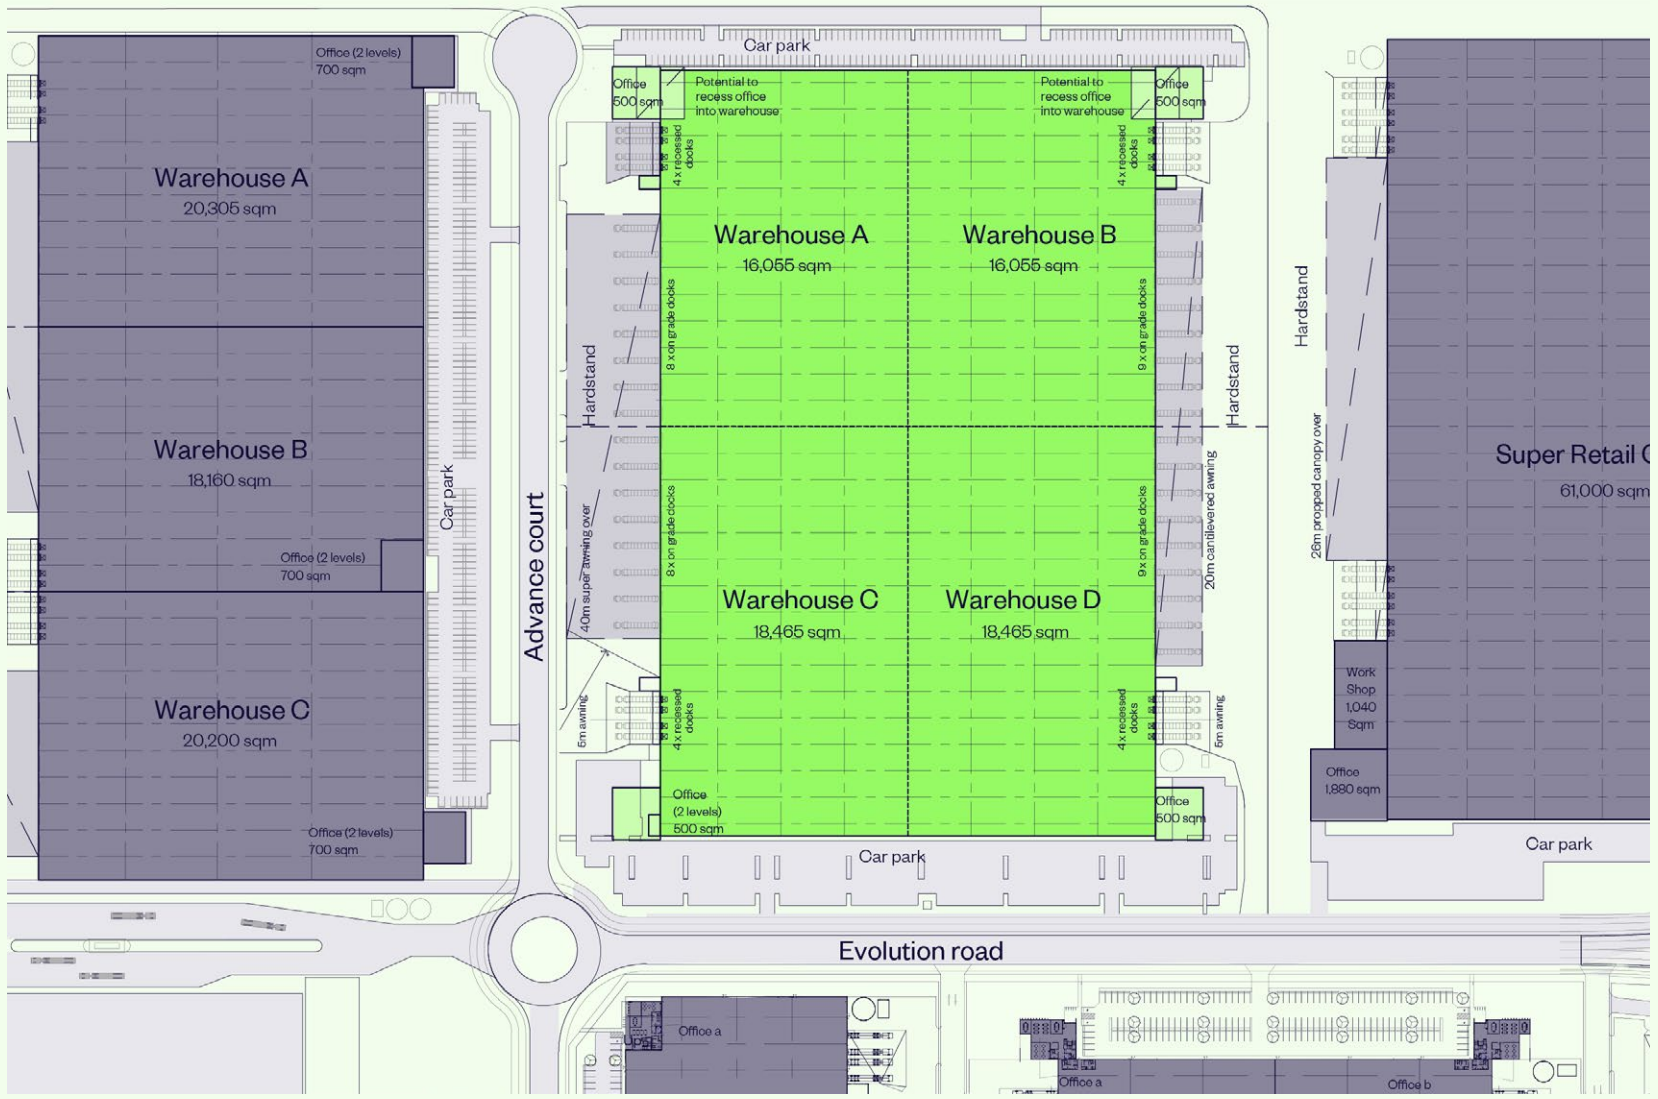 Office (2 levels)
700 sqm
Warehouse A
20,305 sqm
Warehouse B
18,160 sqm
Office (2 levels)
700 sqm
Warehouse C
20,200 sqm
Office (2 levels)
700 sqm
Car park
Advance court
Car park
Office
500 sqm
Potential to
recess office
into warehouse
Potential to
recess office
into warehouse
Office
500 sqm
4 x recessed
docks
4 x recessed
docks
Warehouse A
16,055 sqm
Warehouse B
16,055 sqm
8 x on grade docks
9 x on grade docks
Hardstand
Hardstand
40m super awning over
8x on grade docks
9x on grade docks
20m cantilevered awning
Warehouse C
18,465 sqm
Warehouse D
18,465 sqm
6m awning
4x recessed
docks
4x recessed
docks
6m awning
Office
(2 levels)
500 sqm
Office
500 sqm
Car park
Hardstand
26m propped canopy over
Super Retail
61,000 sqm
Work
Shop
1,040
Sqm
Office
1,880 sqm
Car park
Evolution road
Office a
Office a
Office b